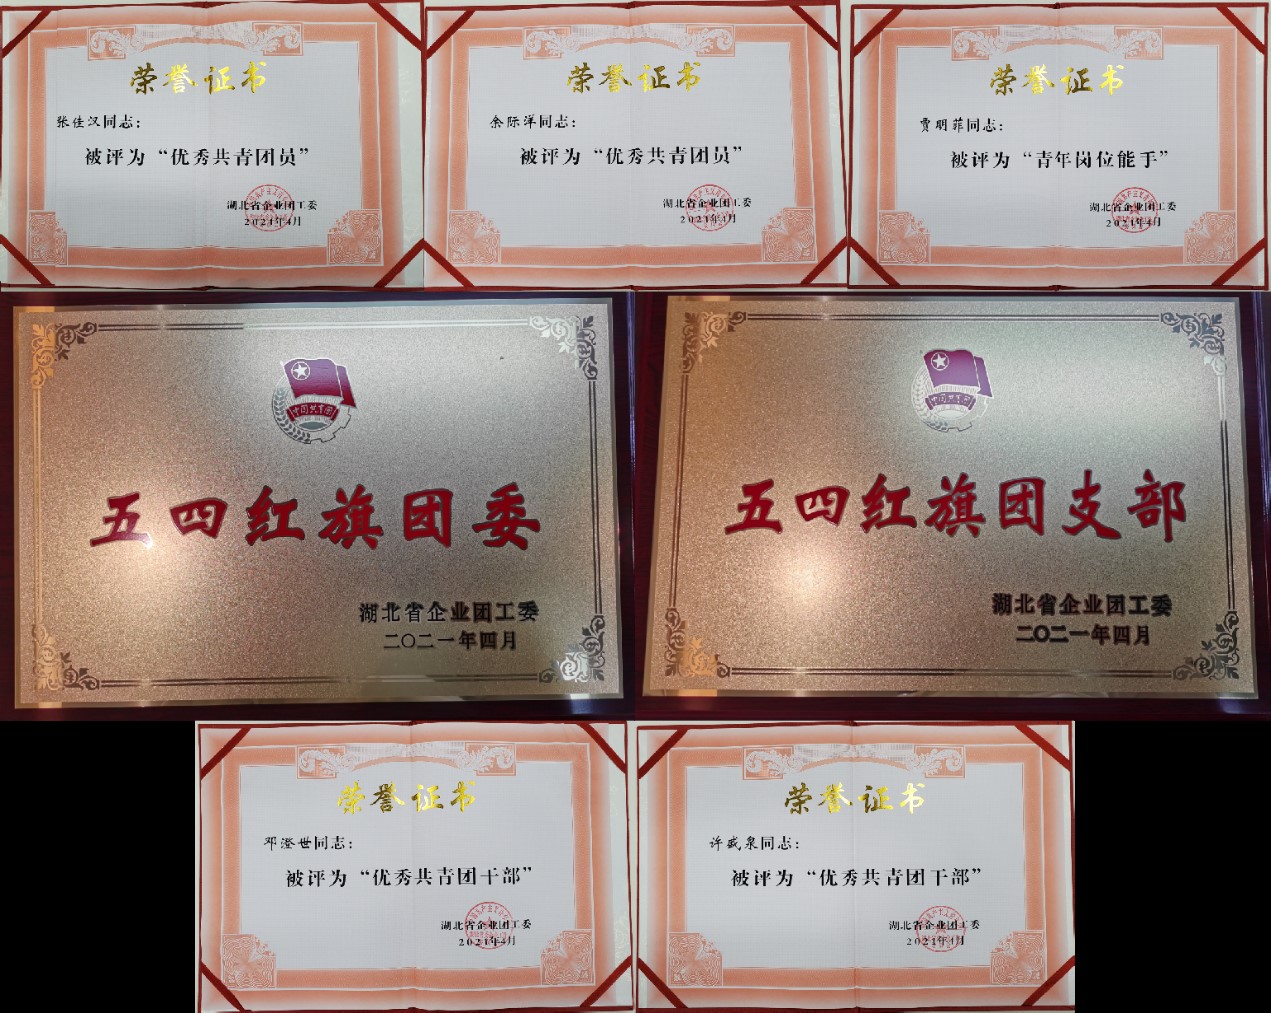 荣誉证书
张佳汉同志：
被评为“优秀共青团员”
湖北省企业团工委
2021年4月
荣誉证书
余际洋同志：
被评为“优秀共青团员”
湖北省企业团工委
2021年4月
荣誉证书
贾明菲同志：
被评为“青年岗位能手”
湖北省企业团工委
2021年4月
中国共青团
五四红旗团委
湖北省企业团工委
二〇二一年四月
中国共青团
五四红旗团支部
湖北省企业团工委
二〇二一年四月
荣誉证书
邓澄世同志：
被评为“优秀共青团干部”
湖北省企业团工委
2021年4月
荣誉证书
许威泉同志：
被评为“优秀共青团干部”
湖北省企业团工委
2021年4月